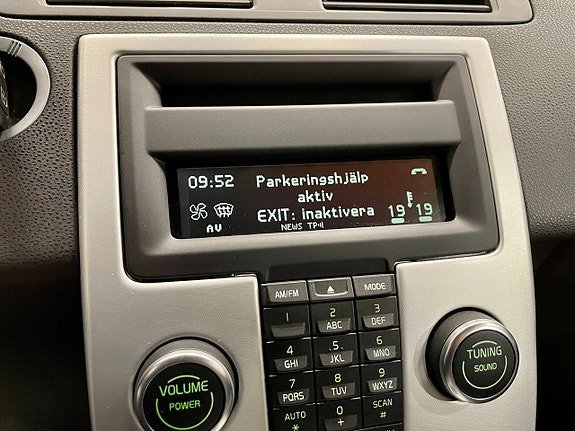 09:52
Parkeringshjälp
aktiv
EXIT: inaktivera
AV
NEWS TP
19 19
AM/FM
MODE
1
2 ABC
3 DEF
4 GHI
5 JKL
6 MNO
7 PQRS
8 TUV
9 WXYZ
AUTO *
0 +
SCAN #
VOLUME
POWER
TUNING
SOUND